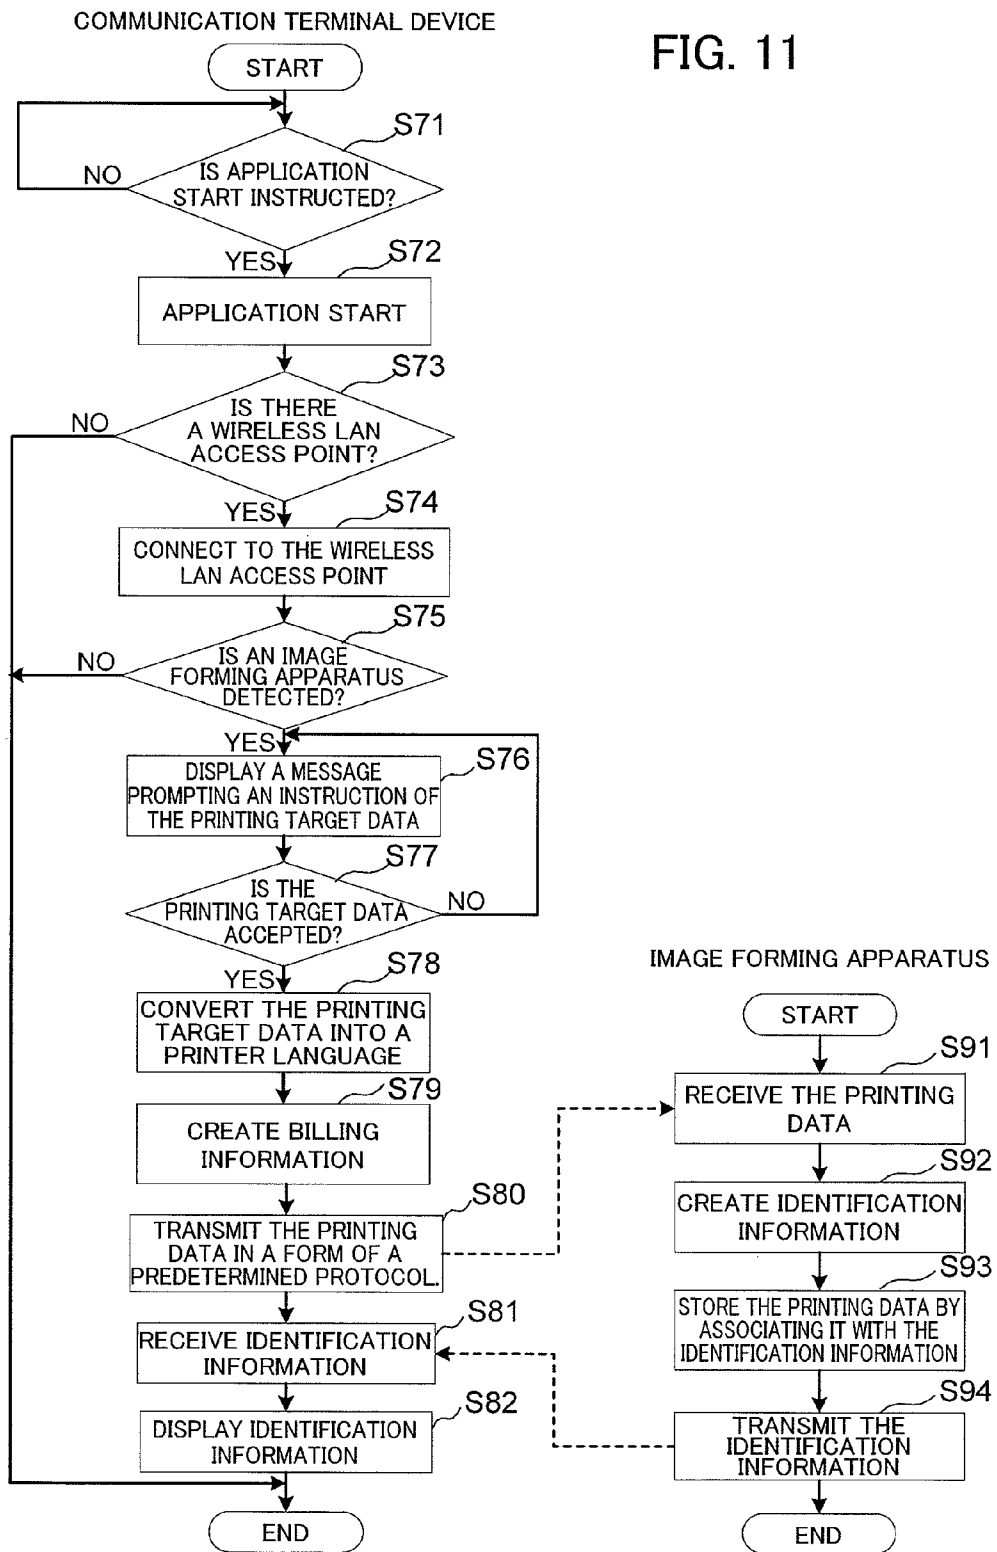 COMMUNICATION TERMINAL DEVICE
FIG. 11
START
S71
IS APPLICATION
START INSTRUCTED?
NO
YES
S72
APPLICATION START
S73
IS THERE
A WIRELESS LAN
ACCESS POINT?
NO
YES
S74
CONNECT TO THE WIRELESS
LAN ACCESS POINT
S75
IS AN IMAGE
FORMING APPARATUS
DETECTED?
NO
YES
S76
DISPLAY A MESSAGE
PROMPTING AN INSTRUCTION OF
THE PRINTING TARGET DATA
S77
IS THE
PRINTING TARGET DATA
ACCEPTED?
NO
YES
S78
CONVERT THE PRINTING
TARGET DATA INTO A
PRINTER LANGUAGE
S79
CREATE BILLING
INFORMATION
S80
TRANSMIT THE PRINTING
DATA IN A FORM OF A
PREDETERMINED PROTOCOL.
S81
RECEIVE IDENTIFICATION
INFORMATION
S82
DISPLAY IDENTIFICATION
INFORMATION
END
IMAGE FORMING APPARATUS
START
S91
RECEIVE THE PRINTING
DATA
S92
CREATE IDENTIFICATION
INFORMATION
S93
STORE THE PRINTING DATA BY
ASSOCIATING IT WITH THE
IDENTIFICATION INFORMATION
S94
TRANSMIT THE
IDENTIFICATION
INFORMATION
END